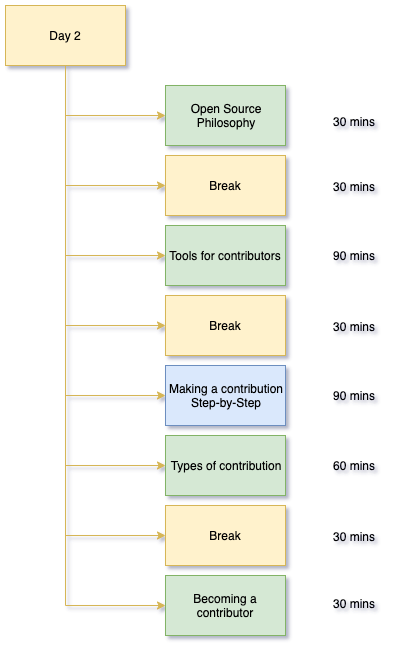 Day 2
Open Source
Philosophy
30 mins
Break
30 mins
Tools for contributors
90 mins
Break
30 mins
Making a contribution
Step-by-Step
90 mins
Types of contribution
60 mins
Break
30 mins
Becoming a
contributor
30 mins